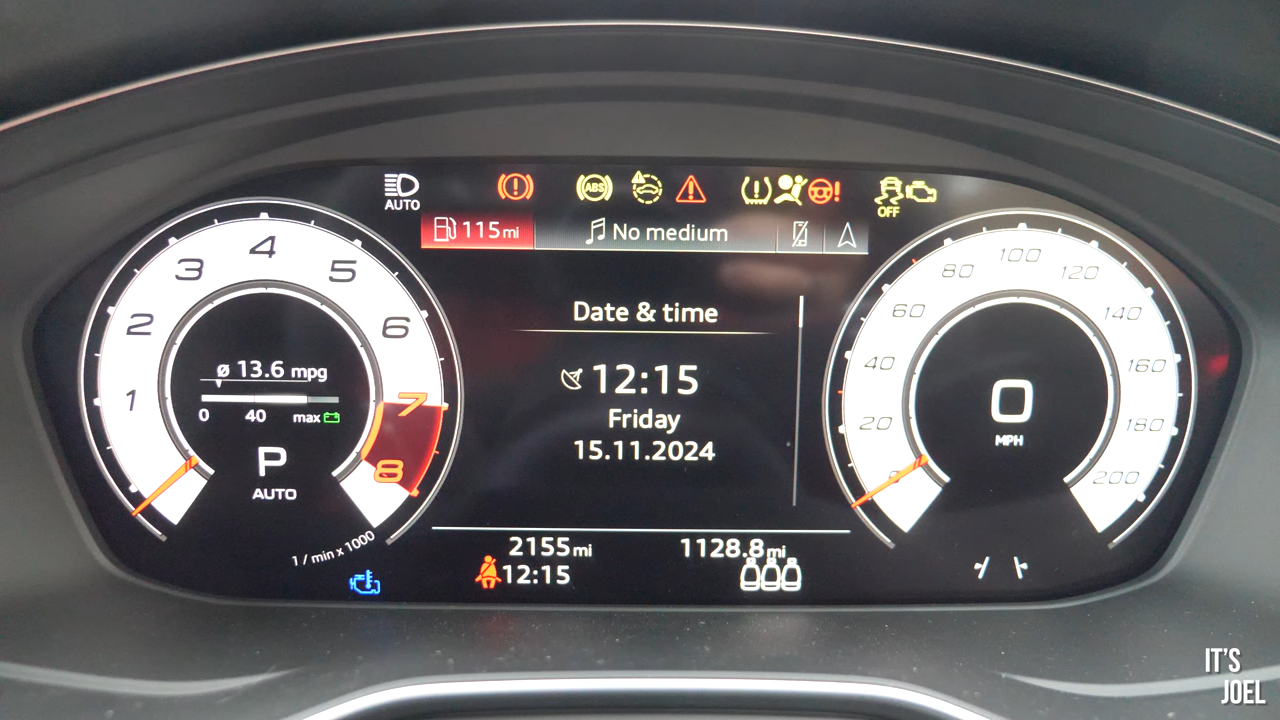 AUTO
ABS
OFF
115 mi
No medium
1 2 3 4 5 6 7 8
ø 13.6 mpg
0 40 max
P
AUTO
1 / min x 1000
Date & time
12:15
Friday
15.11.2024
2155 mi
1128.8 mi
12:15
0 20 40 60 80 100 120 140 160 180 200
0
MPH
IT'S
JOEL